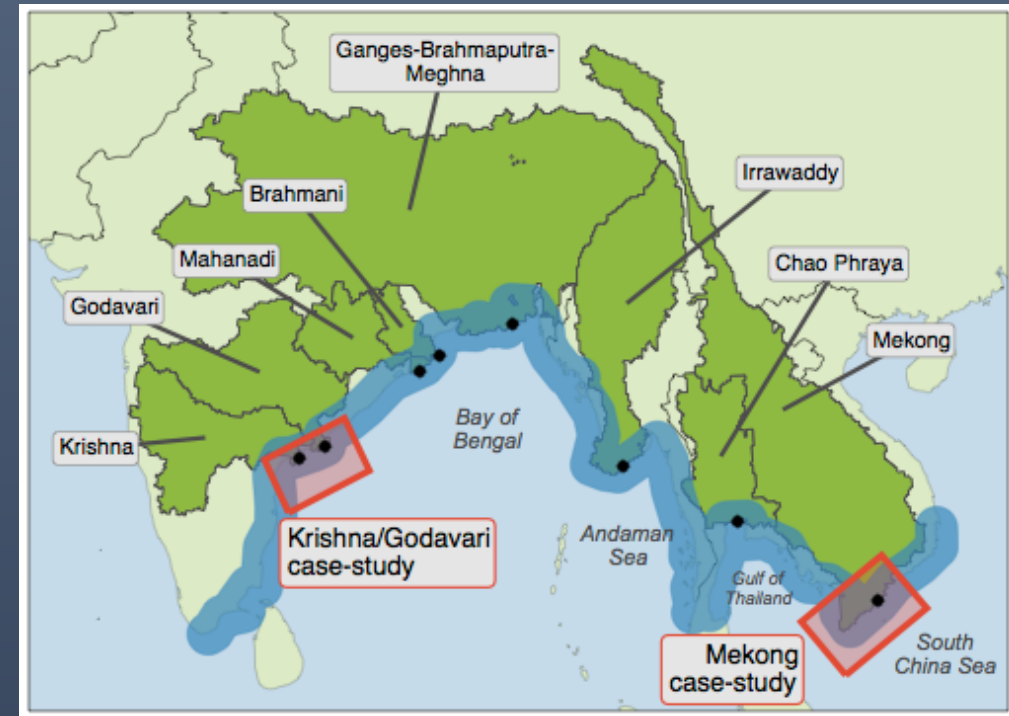 Ganges-Brahmaputra-
Meghna
Brahmani
Irrawaddy
Mahanadi
Chao Phraya
Godavari
Mekong
Krishna
Bay of
Bengal
Krishna/Godavari
case-study
Andaman
Sea
Gulf of
Thailand
Mekong
case-study
South
China Sea